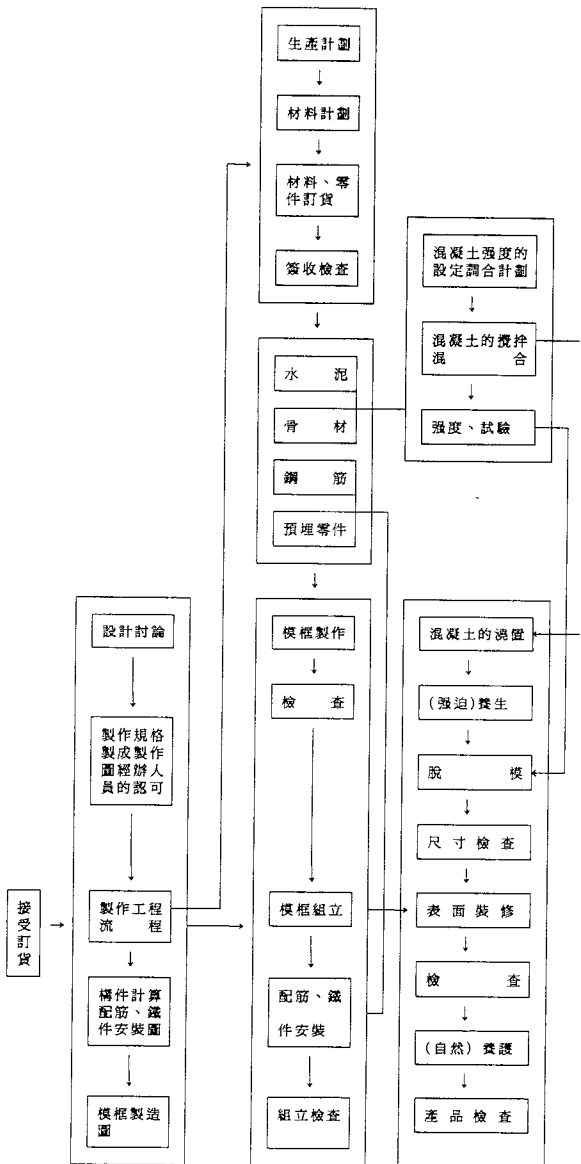 生產計劃
材料計劃
材料、零
件訂貨
簽收檢查
水泥
骨材
鋼筋
預埋零件
混凝土强度的
設定調合計劃
混凝土的攪拌
混合
强度、試驗
接受訂貨
設計討論
製作規格
製成製作
圖經辦人
員的認可
製作工程
流程
構件計算
配筋、鐵
件安裝圖
模框製造
圖
模框製作
檢查
模框組立
配筋、鐵
件安裝
組立檢查
混凝土的澆置
(强迫)養生
脫模
尺寸檢查
表面裝修
檢查
(自然)養護
產品檢查